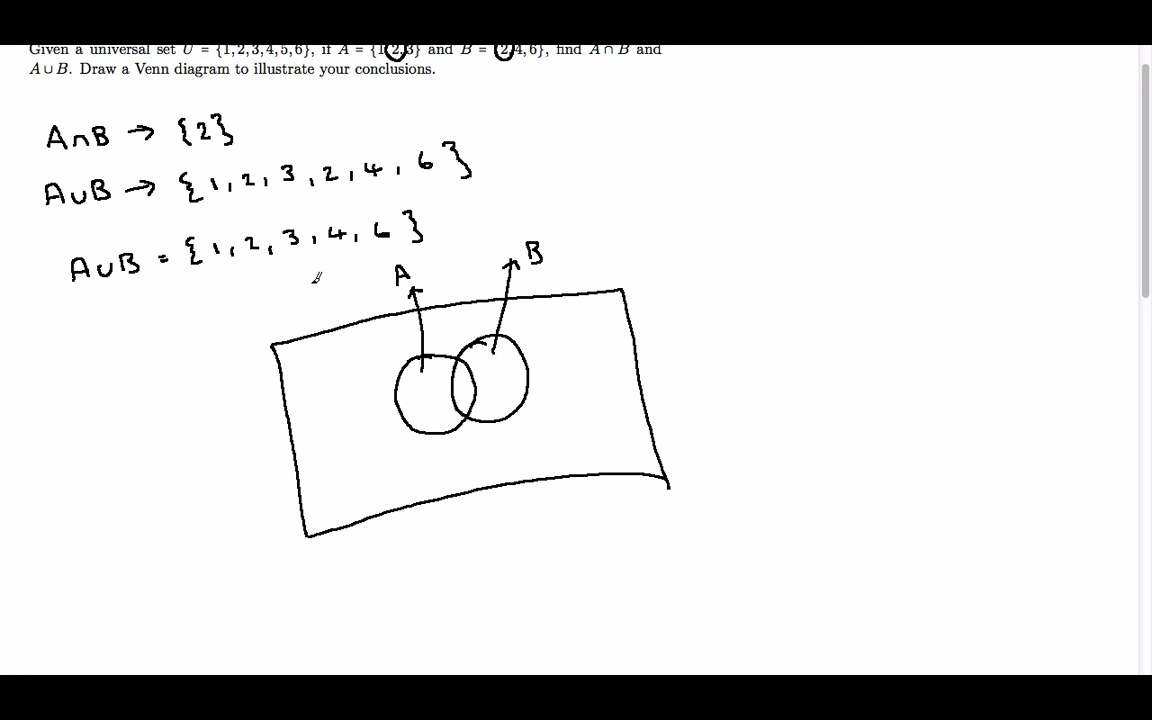 Given a universal set U = {1,2,3,4,5,6}, if A = {1,2,3} and B = {2,4,6}, find A ∩ B and
A ∪ B. Draw a Venn diagram to illustrate your conclusions.
A∩B → {2}
A∪B → {1, 2, 3, 2, 4, 6}
A∪B = {1, 2, 3, 4, 6}
A
B